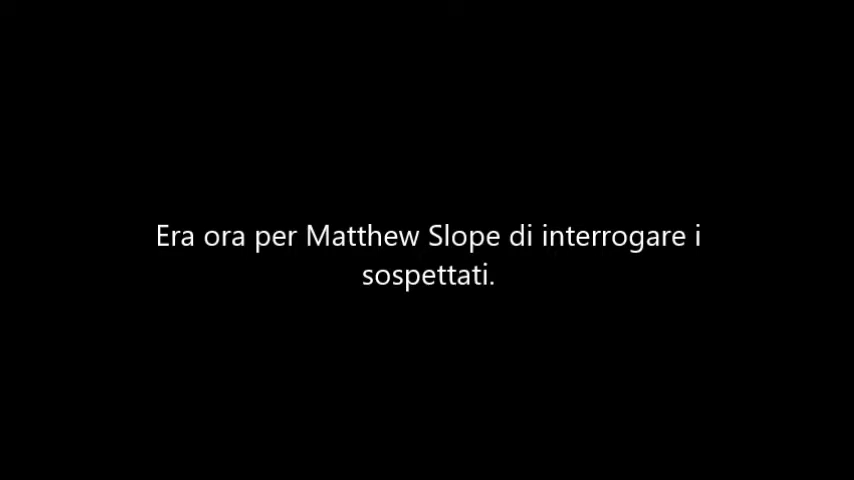 Era ora per Matthew Slope di interrogare i
sospettati.